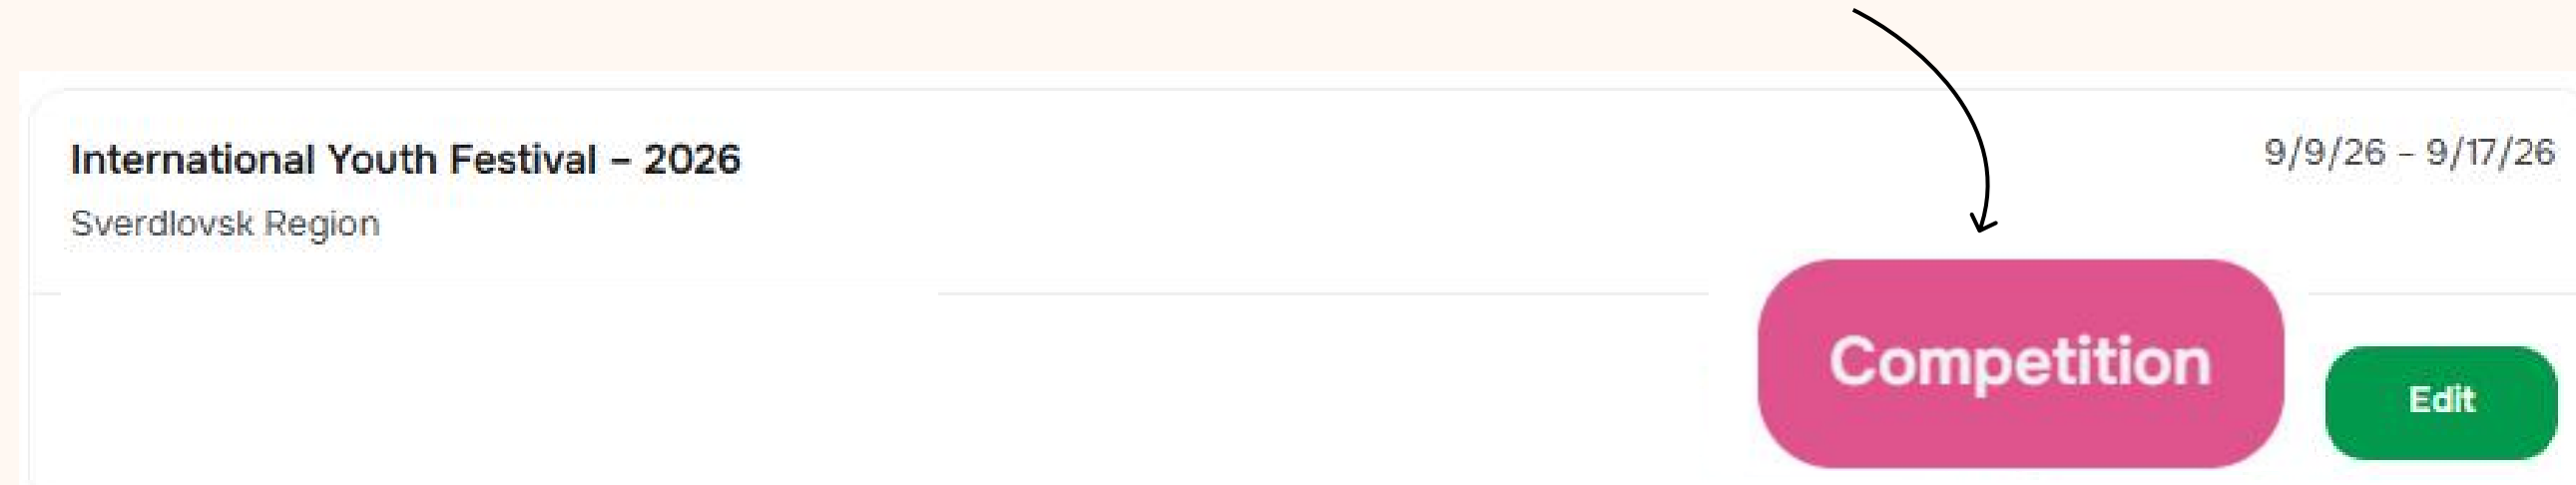 International Youth Festival – 2026
9/9/26 – 9/17/26
Sverdlovsk Region
Competition
Edit